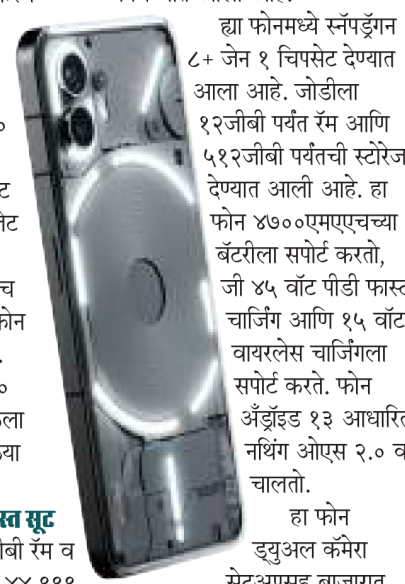 ह्या फोनमध्ये स्नॅपड्रॅगन
८+ जेन १ चिपसेट देण्यात
आला आहे. जोडीला
१२जीबी पर्यंत रॅम आणि
५१२जीबी पर्यंतची स्टोरेज
देण्यात आली आहे. हा
फोन ४७००एमएएचच्या
बॅटरीला सपोर्ट करतो,
जी ४५ वॉट पीडी फास्ट
चार्जिंग आणि १५ वॉट
वायरलेस चार्जिंगला
सपोर्ट करते. फोन
अँड्रॉइड १३ आधारित
नथिंग ओएस २.० व
चालतो.
हा फोन
ड्युअल कॅमेरा
सेटअपसह बाजारात
स्त सूट
बी रॅम व